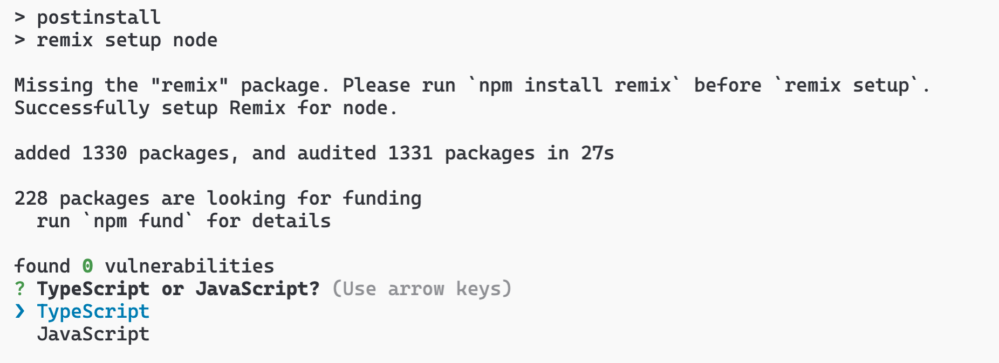 > postinstall
> remix setup node
Missing the "remix" package. Please run `npm install remix` before `remix setup`.
Successfully setup Remix for node.
added 1330 packages, and audited 1331 packages in 27s
228 packages are looking for funding
  run `npm fund` for details
found 0 vulnerabilities
? TypeScript or JavaScript? (Use arrow keys)
❯ TypeScript
  JavaScript